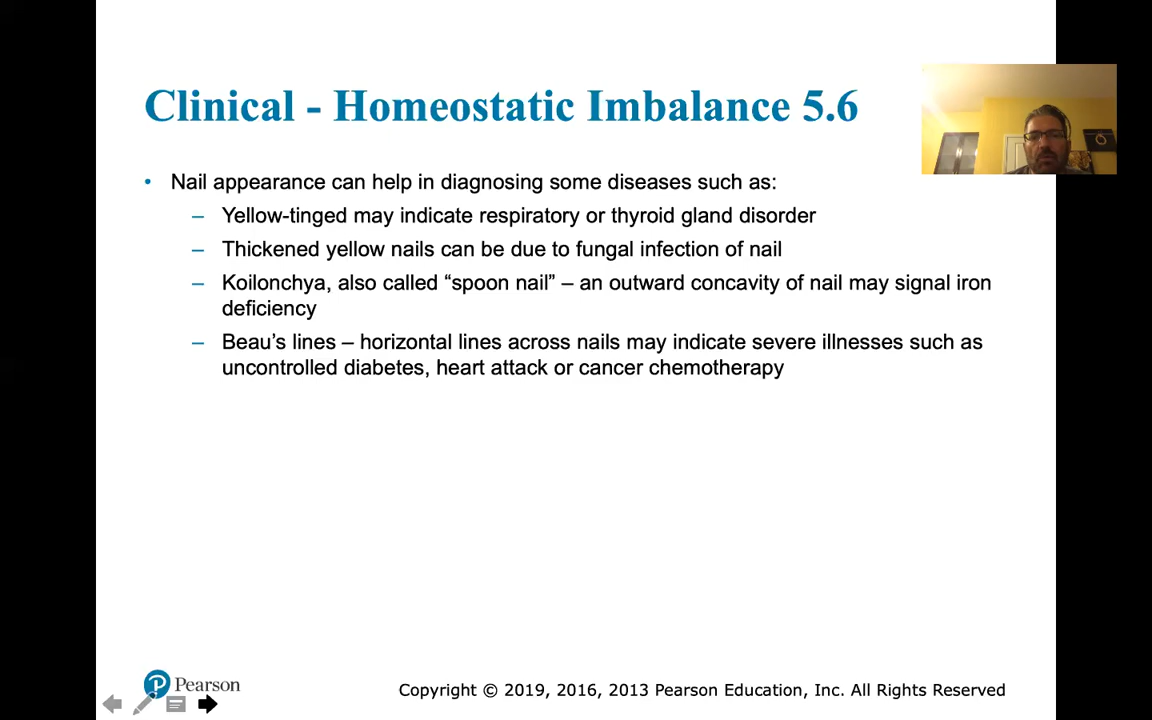 Clinical - Homeostatic Imbalance 5.6
• Nail appearance can help in diagnosing some diseases such as:
– Yellow-tinged may indicate respiratory or thyroid gland disorder
– Thickened yellow nails can be due to fungal infection of nail
– Koilonchya, also called “spoon nail” – an outward concavity of nail may signal iron
deficiency
– Beau’s lines – horizontal lines across nails may indicate severe illnesses such as
uncontrolled diabetes, heart attack or cancer chemotherapy
P Pearson
Copyright © 2019, 2016, 2013 Pearson Education, Inc. All Rights Reserved